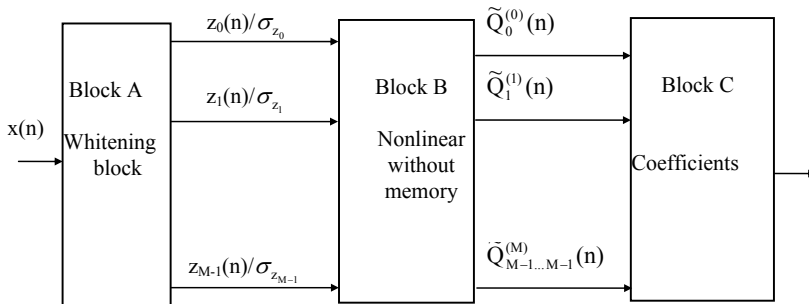 z₀(n)/σ_z₀
Q̃₀⁽⁰⁾(n)
Block A
Block B
Block C
z₁(n)/σ_z₁
Q̃₁⁽¹⁾(n)
x(n)
Whitening
block
Nonlinear
without
memory
Coefficients
z_M-1(n)/σ_z_M-1
Q̃_M-1...M-1^(M)(n)